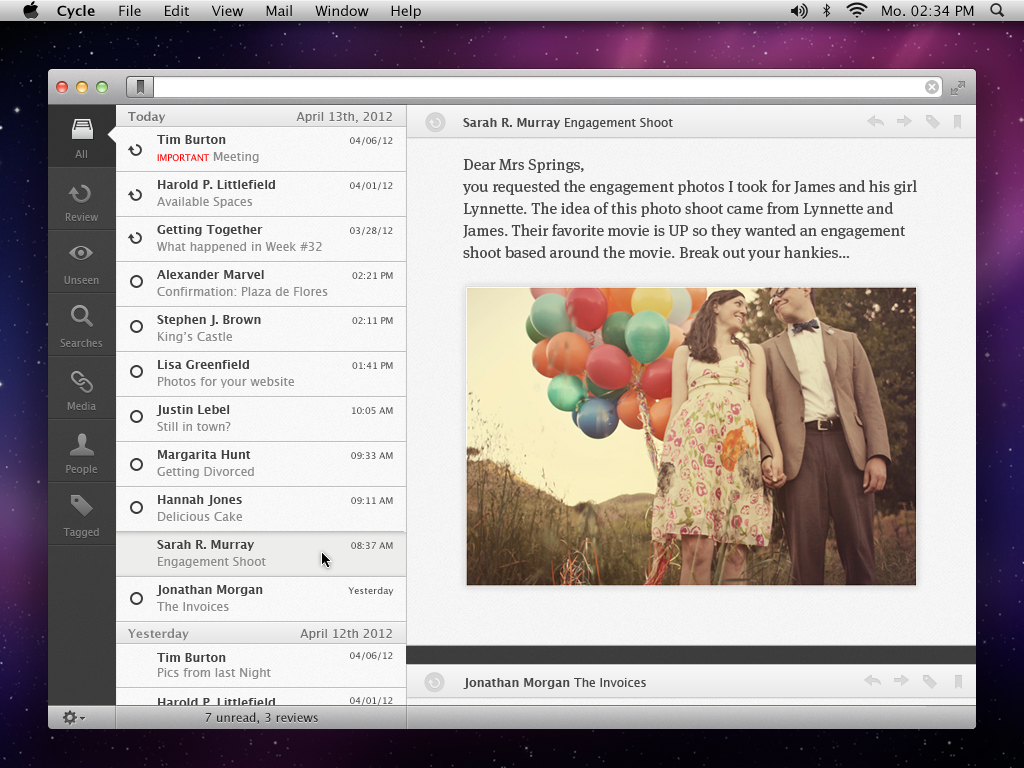 Cycle File Edit View Mail Window Help Mo. 02:34 PM
Today April 13th, 2012
All
Review
Unseen
Searches
Media
People
Tagged
Tim Burton 04/06/12
IMPORTANT Meeting
Harold P. Littlefield 04/01/12
Available Spaces
Getting Together 03/28/12
What happened in Week #32
Alexander Marvel 02:21 PM
Confirmation: Plaza de Flores
Stephen J. Brown 02:11 PM
King's Castle
Lisa Greenfield 01:41 PM
Photos for your website
Justin Lebel 10:05 AM
Still in town?
Margarita Hunt 09:33 AM
Getting Divorced
Hannah Jones 09:11 AM
Delicious Cake
Sarah R. Murray 08:37 AM
Engagement Shoot
Jonathan Morgan Yesterday
The Invoices
Yesterday April 12th 2012
Tim Burton 04/06/12
Pics from last Night
Harold P. Littlefield 04/01/12
7 unread, 3 reviews
Sarah R. Murray Engagement Shoot
Dear Mrs Springs,
you requested the engagement photos I took for James and his girl
Lynnette. The idea of this photo shoot came from Lynnette and
James. Their favorite movie is UP so they wanted an engagement
shoot based around the movie. Break out your hankies...
Jonathan Morgan The Invoices